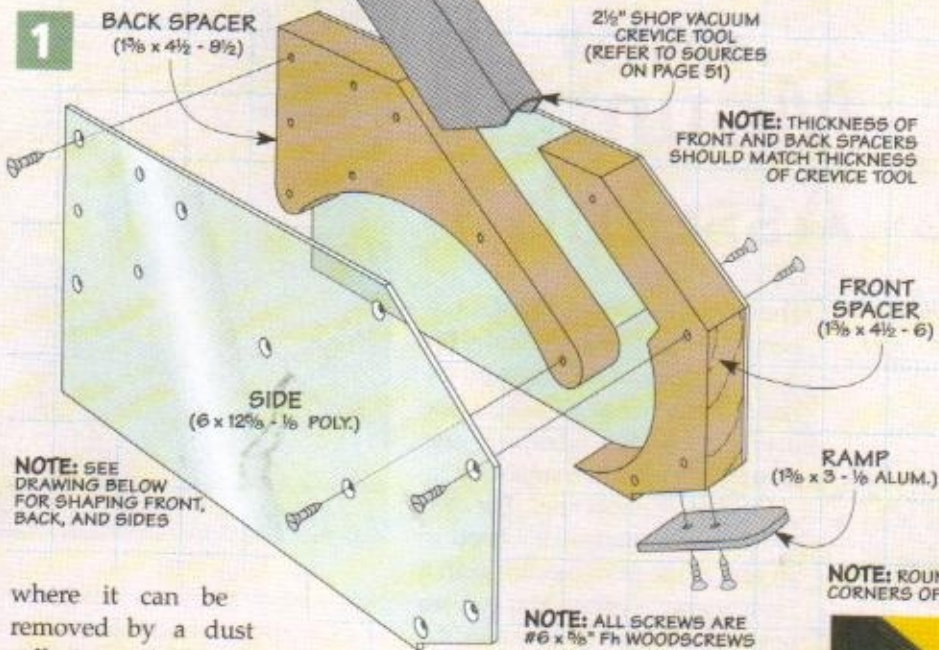 1
BACK SPACER
(1⅜ x 4½ - 9½)
2½" SHOP VACUUM
CREVICE TOOL
(REFER TO SOURCES
ON PAGE 51)
NOTE: THICKNESS OF
FRONT AND BACK SPACERS
SHOULD MATCH THICKNESS
OF CREVICE TOOL
FRONT
SPACER
(1⅜ x 4½ - 6)
SIDE
(6 x 12⅝ - ⅛ POLY.)
NOTE: SEE
DRAWING BELOW
FOR SHAPING FRONT,
BACK, AND SIDES
RAMP
(1⅜ x 3 - ⅛ ALUM.)
NOTE: ALL SCREWS ARE
#6 x ⅝" Fh WOODSCREWS
NOTE:
CORNERS OF
where it can be
removed by a dust